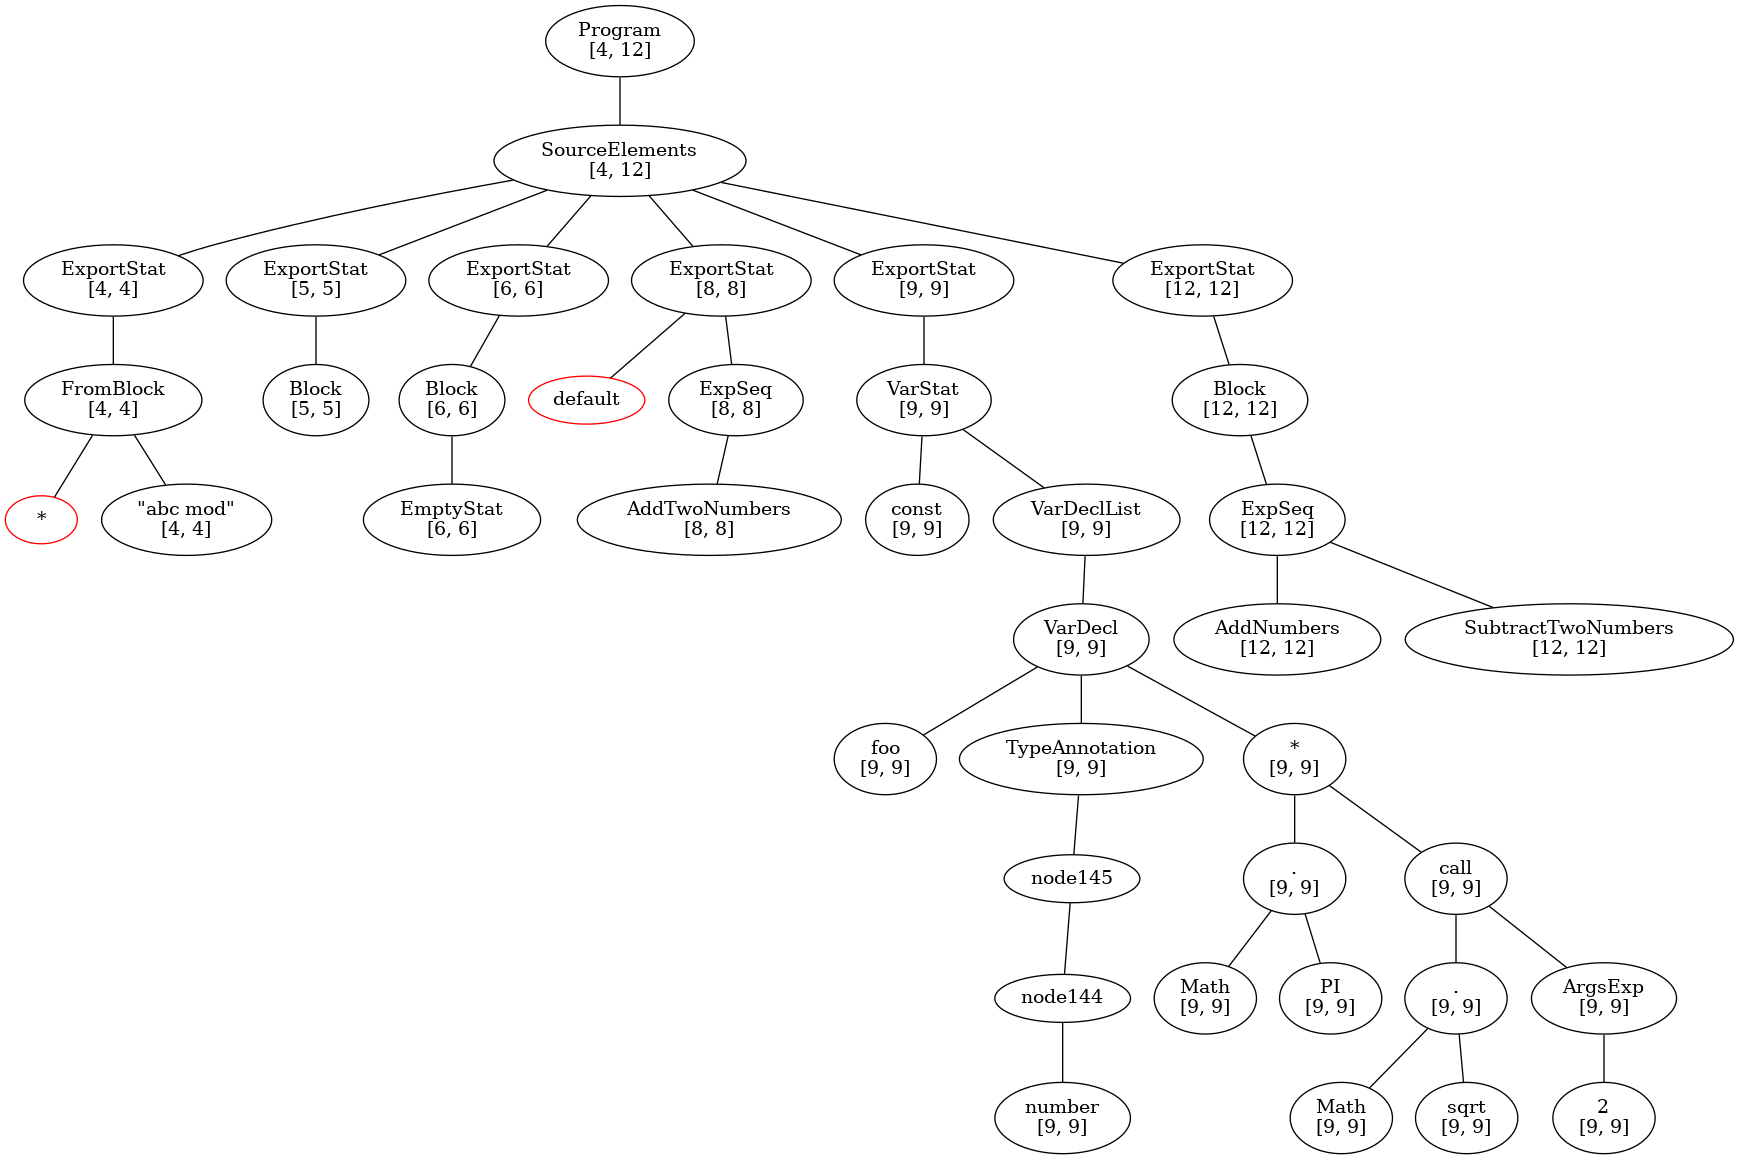 Program
[4, 12]
SourceElements
[4, 12]
ExportStat
[4, 4]
ExportStat
[5, 5]
ExportStat
[6, 6]
ExportStat
[8, 8]
ExportStat
[9, 9]
ExportStat
[12, 12]
FromBlock
[4, 4]
Block
[5, 5]
Block
[6, 6]
default
ExpSeq
[8, 8]
VarStat
[9, 9]
Block
[12, 12]
*
"abc mod"
[4, 4]
EmptyStat
[6, 6]
AddTwoNumbers
[8, 8]
const
[9, 9]
VarDeclList
[9, 9]
ExpSeq
[12, 12]
VarDecl
[9, 9]
AddNumbers
[12, 12]
SubtractTwoNumbers
[12, 12]
foo
[9, 9]
TypeAnnotation
[9, 9]
*
[9, 9]
node145
.
[9, 9]
call
[9, 9]
node144
Math
[9, 9]
PI
[9, 9]
.
[9, 9]
ArgsExp
[9, 9]
number
[9, 9]
Math
[9, 9]
sqrt
[9, 9]
2
[9, 9]